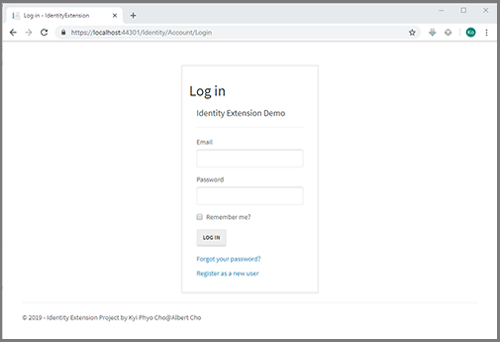 Log in - IdentityExtension
https://localhost:44301/Identity/Account/Login
Ko
Log in
Identity Extension Demo
Email
Password
Remember me?
LOG IN
Forgot your password?
Register as a new user
© 2019 - Identity Extension Project by Kyi Phyo Cho@Albert Cho